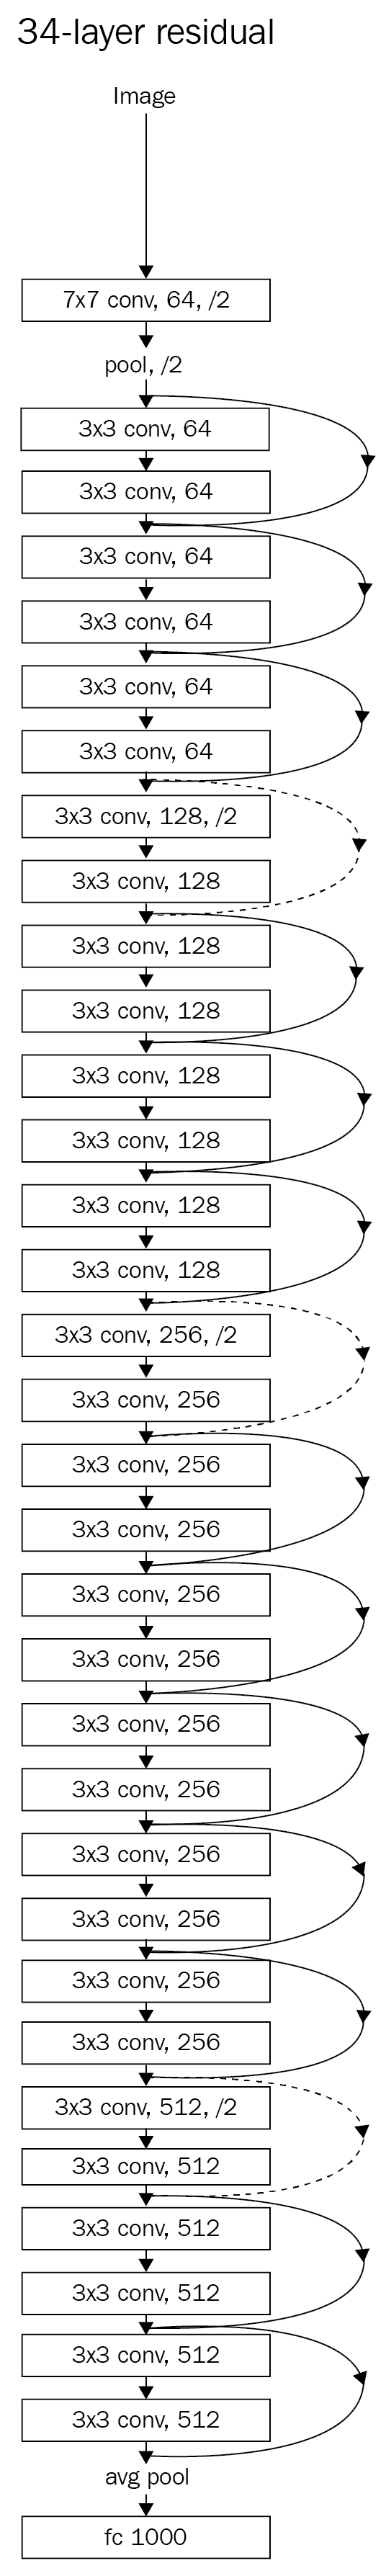 34-layer residual
Image
7x7 conv, 64, /2
pool, /2
3x3 conv, 64
3x3 conv, 64
3x3 conv, 64
3x3 conv, 64
3x3 conv, 64
3x3 conv, 64
3x3 conv, 128, /2
3x3 conv, 128
3x3 conv, 128
3x3 conv, 128
3x3 conv, 128
3x3 conv, 128
3x3 conv, 128
3x3 conv, 128
3x3 conv, 256, /2
3x3 conv, 256
3x3 conv, 256
3x3 conv, 256
3x3 conv, 256
3x3 conv, 256
3x3 conv, 256
3x3 conv, 256
3x3 conv, 256
3x3 conv, 256
3x3 conv, 256
3x3 conv, 256
3x3 conv, 512, /2
3x3 conv, 512
3x3 conv, 512
3x3 conv, 512
3x3 conv, 512
3x3 conv, 512
avg pool
fc 1000